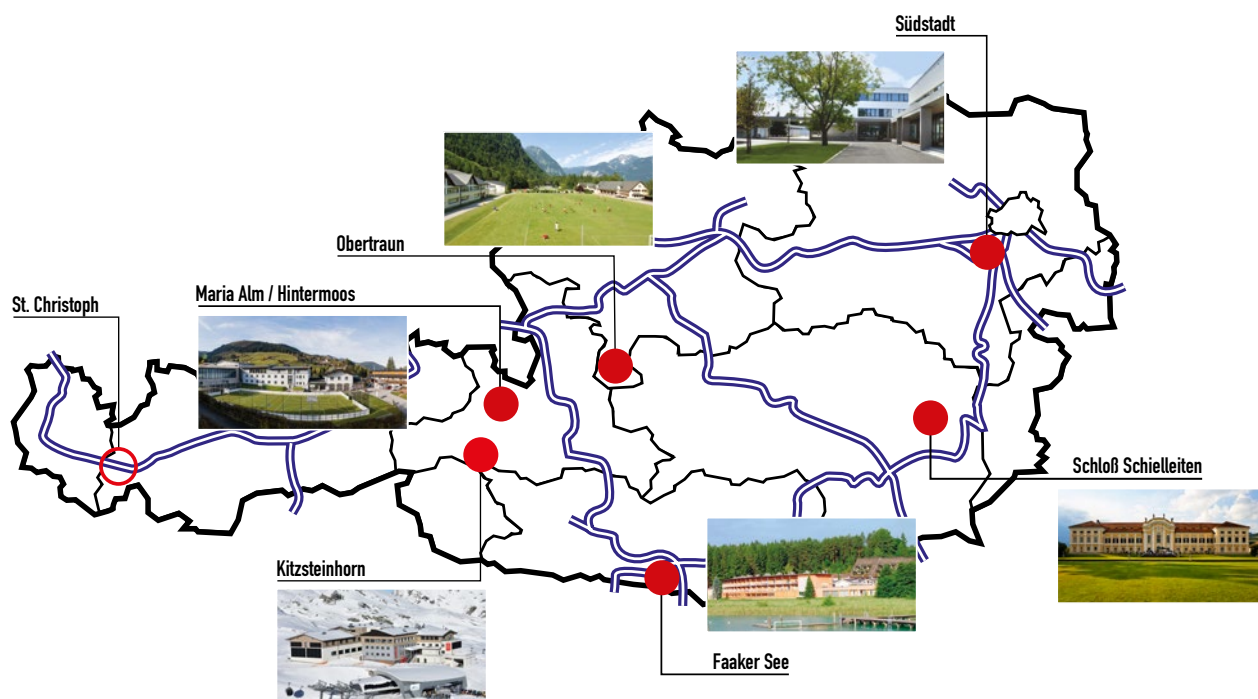 Südstadt
Obertraun
Maria Alm / Hintermoos
St. Christoph
Schloß Schielleiten
Kitzsteinhorn
Faaker See